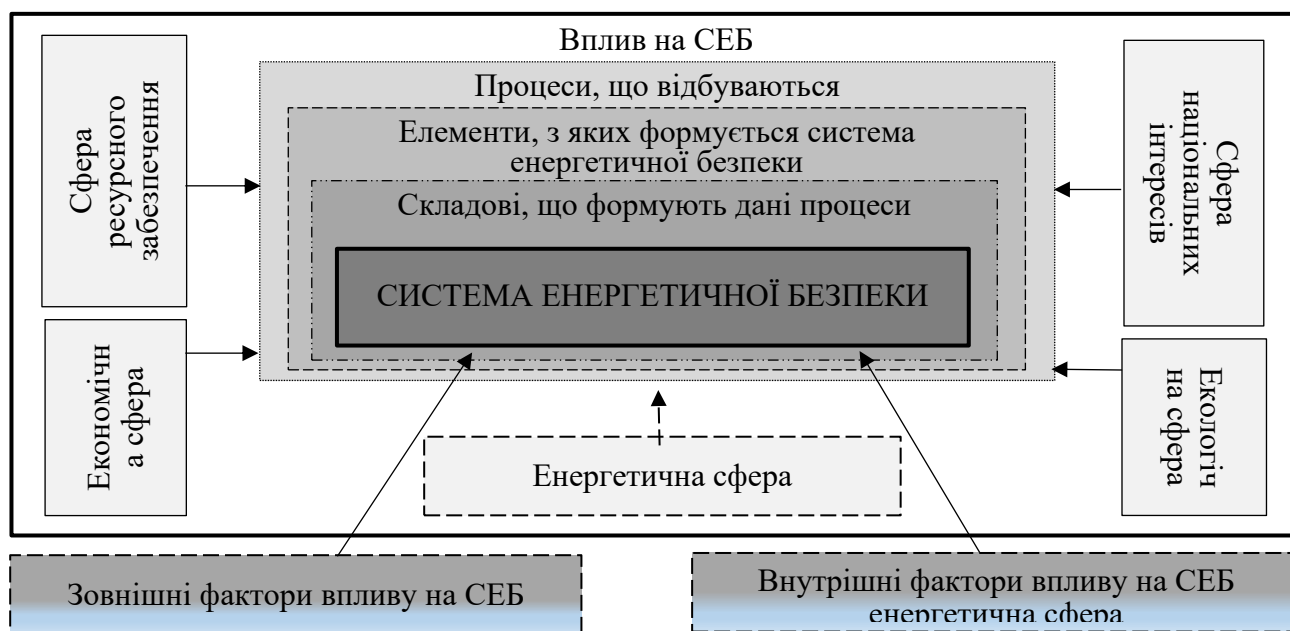 Вплив на СЕБ
Процеси, що відбуваються
Елементи, з яких формується система
енергетичної безпеки
Складові, що формують дані процеси
СИСТЕМА ЕНЕРГЕТИЧНОЇ БЕЗПЕКИ
Сфера
ресурсного
забезпечення
Економічн
а сфера
Сфера
національних
інтересів
Екологіч
на сфера
Енергетична сфера
Зовнішні фактори впливу на СЕБ
Внутрішні фактори впливу на СЕБ
енергетична сфера